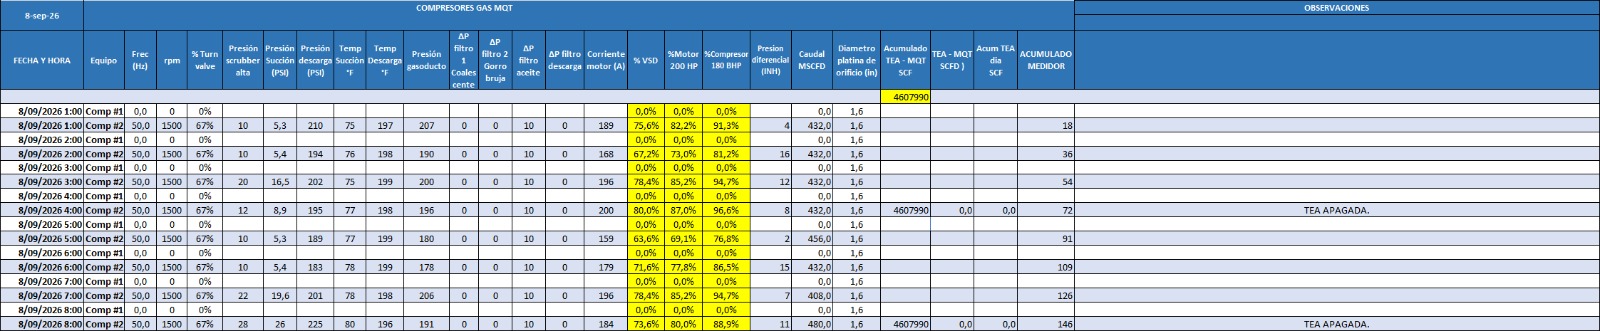 8-sep-26 COMPRESORES GAS MQT OBSERVACIONES
FECHA Y HORA Equipo Frec (Hz) rpm % Turn valve Presión scrubber alta Presión Succión (PSI) Presión descarga (PSI) Temp Succión °F Temp Descarga °F Presión gasoducto ΔP filtro 1 Coales cente ΔP filtro 2 Gorro bruja ΔP filtro aceite ΔP filtro descarga Corriente motor (A) % VSD %Motor 200 HP %Compresor 180 BHP Presion diferencial (INH) Caudal MSCFD Diametro platina de orificio (in) Acumulado TEA - MQT SCF TEA - MQT SCFD ) Acum TEA dia SCF ACUMULADO MEDIDOR
4607990
8/09/2026 1:00 Comp #1 0,0 0 0% 0,0% 0,0% 0,0% 0,0 1,6
8/09/2026 1:00 Comp #2 50,0 1500 67% 10 5,3 210 75 197 207 0 0 10 0 189 75,6% 82,2% 91,3% 4 432,0 1,6 18
8/09/2026 2:00 Comp #1 0,0 0 0% 0,0% 0,0% 0,0% 0,0 1,6
8/09/2026 2:00 Comp #2 50,0 1500 67% 10 5,4 194 76 198 190 0 0 10 0 168 67,2% 73,0% 81,2% 16 432,0 1,6 36
8/09/2026 3:00 Comp #1 0,0 0 0% 0,0% 0,0% 0,0% 0,0 1,6
8/09/2026 3:00 Comp #2 50,0 1500 67% 20 16,5 202 75 199 200 0 0 10 0 196 78,4% 85,2% 94,7% 12 432,0 1,6 54
8/09/2026 4:00 Comp #1 0,0 0 0% 0,0% 0,0% 0,0% 0,0 1,6
8/09/2026 4:00 Comp #2 50,0 1500 67% 12 8,9 195 77 198 196 0 0 10 0 200 80,0% 87,0% 96,6% 8 432,0 1,6 4607990 0,0 0,0 72 TEA APAGADA.
8/09/2026 5:00 Comp #1 0,0 0 0% 0,0% 0,0% 0,0% 0,0 1,6
8/09/2026 5:00 Comp #2 50,0 1500 67% 10 5,3 189 77 199 180 0 0 10 0 159 63,6% 69,1% 76,8% 2 456,0 1,6 91
8/09/2026 6:00 Comp #1 0,0 0 0% 0,0% 0,0% 0,0% 0,0 1,6
8/09/2026 6:00 Comp #2 50,0 1500 67% 10 5,4 183 78 199 178 0 0 10 0 179 71,6% 77,8% 86,5% 15 432,0 1,6 109
8/09/2026 7:00 Comp #1 0,0 0 0% 0,0% 0,0% 0,0% 0,0 1,6
8/09/2026 7:00 Comp #2 50,0 1500 67% 22 19,6 201 78 198 206 0 0 10 0 196 78,4% 85,2% 94,7% 7 408,0 1,6 126
8/09/2026 8:00 Comp #1 0,0 0 0% 0,0% 0,0% 0,0% 0,0 1,6
8/09/2026 8:00 Comp #2 50,0 1500 67% 28 26 225 80 196 191 0 0 10 0 184 73,6% 80,0% 88,9% 11 480,0 1,6 4607990 0,0 0,0 146 TEA APAGADA.